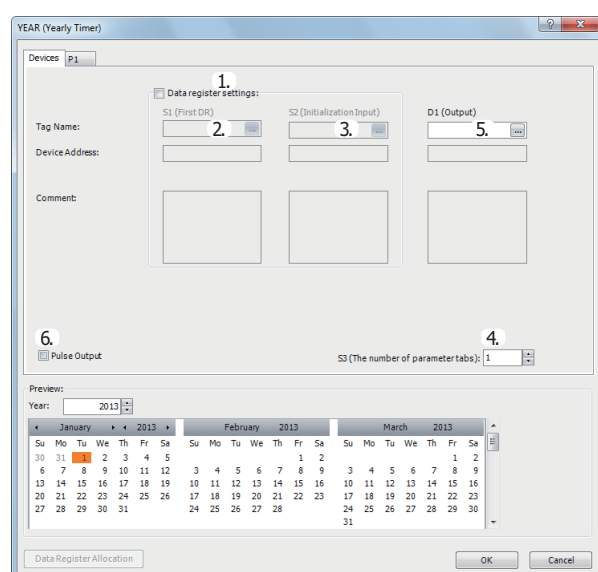 YEAR (Yearly Timer)
?
Devices P1
1.
Data register settings:
S1 (First DR) S2 (Initialization Input) D1 (Output)
Tag Name: 2. ... 3. ... 5. ...
Device Address:
Comment:
6. 4.
Pulse Output S3 (The number of parameter tabs): 1
Preview:
Year: 2013
January 2013 February 2013 March 2013
Su Mo Tu We Th Fr Sa Su Mo Tu We Th Fr Sa Su Mo Tu We Th Fr Sa
30 31 1 2 3 4 5 1 2 1 2
6 7 8 9 10 11 12 3 4 5 6 7 8 9 3 4 5 6 7 8 9
13 14 15 16 17 18 19 10 11 12 13 14 15 16 10 11 12 13 14 15 16
20 21 22 23 24 25 26 17 18 19 20 21 22 23 17 18 19 20 21 22 23
27 28 29 30 31 24 25 26 27 28 24 25 26 27 28 29 30
31
Data Register Allocation OK Cancel